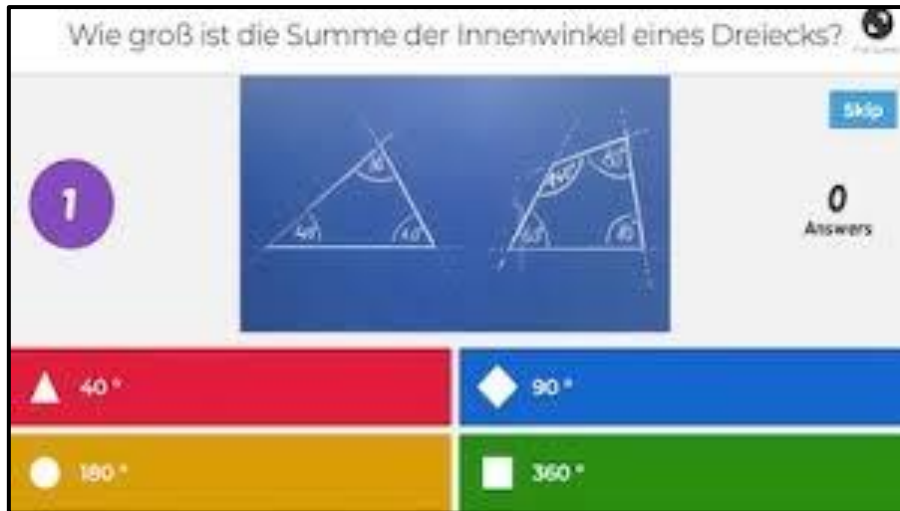 Wie groß ist die Summe der Innenwinkel eines Dreiecks?
Skip
1
0
Answers
40 °
90 °
180 °
360 °